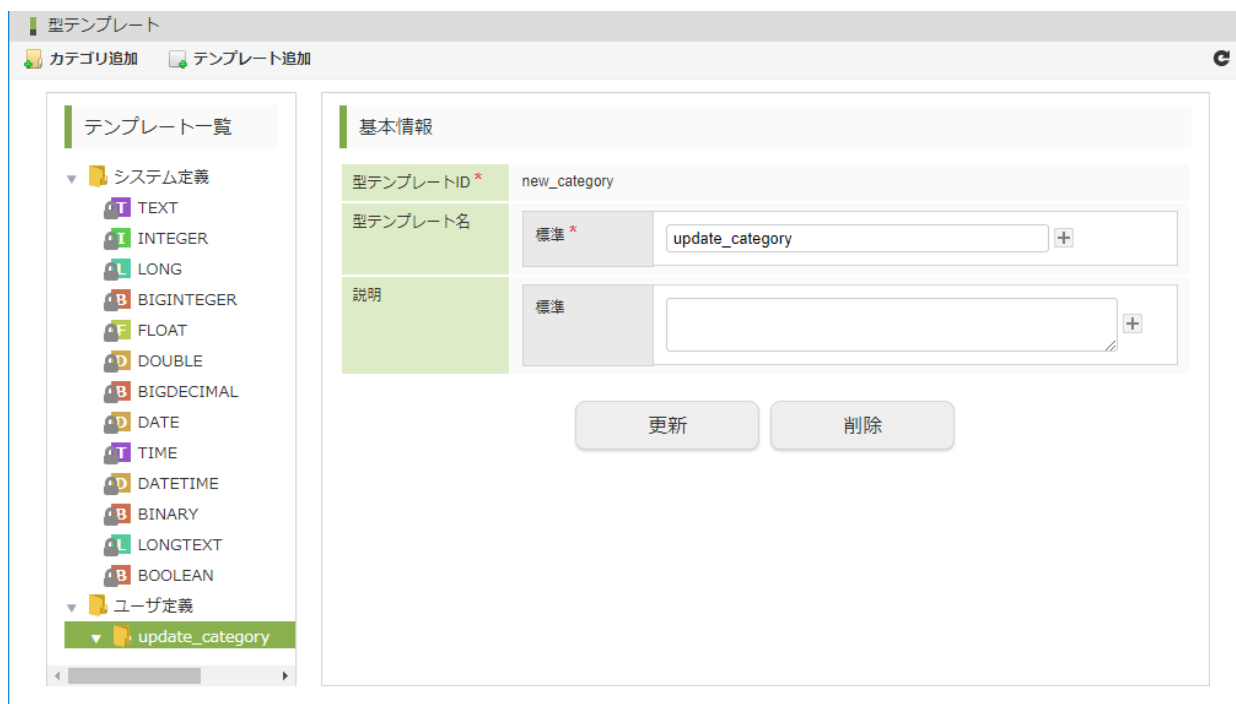 型テンプレート
カテゴリ追加 テンプレート追加
テンプレート一覧
システム定義
T TEXT
I INTEGER
L LONG
B BIGINTEGER
F FLOAT
D DOUBLE
B BIGDECIMAL
D DATE
T TIME
D DATETIME
B BINARY
L LONGTEXT
B BOOLEAN
ユーザ定義
update_category
基本情報
型テンプレートID * new_category
型テンプレート名 標準 * update_category
説明 標準
更新 削除